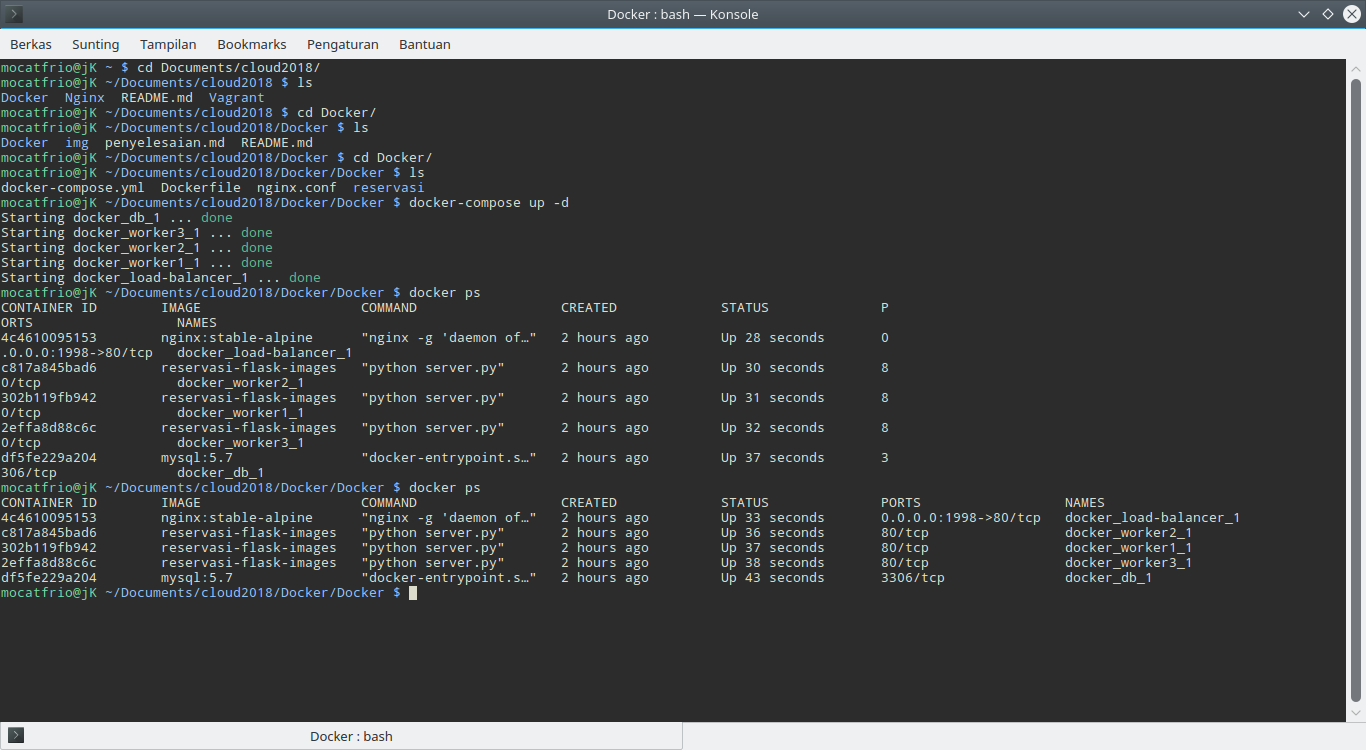 Docker : bash — Konsole
Berkas Sunting Tampilan Bookmarks Pengaturan Bantuan
mocatfrio@jK ~ $ cd Documents/cloud2018/
mocatfrio@jK ~/Documents/cloud2018 $ ls
Docker  Nginx  README.md  Vagrant
mocatfrio@jK ~/Documents/cloud2018 $ cd Docker/
mocatfrio@jK ~/Documents/cloud2018/Docker $ ls
Docker  img  penyelesaian.md  README.md
mocatfrio@jK ~/Documents/cloud2018/Docker $ cd Docker/
mocatfrio@jK ~/Documents/cloud2018/Docker/Docker $ ls
docker-compose.yml  Dockerfile  nginx.conf  reservasi
mocatfrio@jK ~/Documents/cloud2018/Docker/Docker $ docker-compose up -d
Starting docker_db_1 ... done
Starting docker_worker3_1 ... done
Starting docker_worker2_1 ... done
Starting docker_worker1_1 ... done
Starting docker_load-balancer_1 ... done
mocatfrio@jK ~/Documents/cloud2018/Docker/Docker $ docker ps
CONTAINER ID        IMAGE                    COMMAND                  CREATED             STATUS              P
ORTS                  NAMES
4c4610095153        nginx:stable-alpine      "nginx -g 'daemon of…"   2 hours ago         Up 28 seconds       0
.0.0.0:1998->80/tcp   docker_load-balancer_1
c817a845bad6        reservasi-flask-images   "python server.py"       2 hours ago         Up 30 seconds       8
0/tcp                 docker_worker2_1
302b119fb942        reservasi-flask-images   "python server.py"       2 hours ago         Up 31 seconds       8
0/tcp                 docker_worker1_1
2effa8d88c6c        reservasi-flask-images   "python server.py"       2 hours ago         Up 32 seconds       8
0/tcp                 docker_worker3_1
df5fe229a204        mysql:5.7                "docker-entrypoint.s…"   2 hours ago         Up 37 seconds       3
306/tcp               docker_db_1
mocatfrio@jK ~/Documents/cloud2018/Docker/Docker $ docker ps
CONTAINER ID        IMAGE                    COMMAND                  CREATED             STATUS              PORTS                  NAMES
4c4610095153        nginx:stable-alpine      "nginx -g 'daemon of…"   2 hours ago         Up 33 seconds       0.0.0.0:1998->80/tcp   docker_load-balancer_1
c817a845bad6        reservasi-flask-images   "python server.py"       2 hours ago         Up 36 seconds       80/tcp                 docker_worker2_1
302b119fb942        reservasi-flask-images   "python server.py"       2 hours ago         Up 37 seconds       80/tcp                 docker_worker1_1
2effa8d88c6c        reservasi-flask-images   "python server.py"       2 hours ago         Up 38 seconds       80/tcp                 docker_worker3_1
df5fe229a204        mysql:5.7                "docker-entrypoint.s…"   2 hours ago         Up 43 seconds       3306/tcp               docker_db_1
mocatfrio@jK ~/Documents/cloud2018/Docker/Docker $
Docker : bash